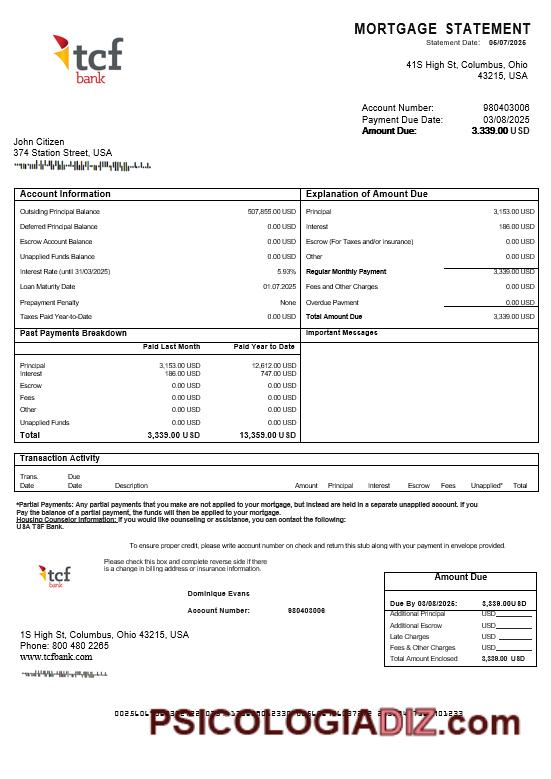 tcf
bank
MORTGAGE STATEMENT
Statement Date: 06/07/2025
41S High St, Columbus, Ohio
43215, USA
Account Number: 980403006
Payment Due Date: 03/08/2025
Amount Due: 3.339.00 USD
John Citizen
374 Station Street, USA
Account Information
Outsiding Principal Balance 507,855.00 USD
Deferred Principal Balance 0.00 USD
Escrow Account Balance 0.00 USD
Unapplied Funds Balance 0.00 USD
Interest Rate (until 31/03/2025) 5.93%
Loan Maturity Date 01.07.2025
Prepayment Penalty None
Taxes Paid Year-to-Date 0.00 USD
Explanation of Amount Due
Principal 3,153.00 USD
Interest 186.00 USD
Escrow (For Taxes and/or insurance) 0.00 USD
Other 0.00 USD
Regular Monthly Payment 3,339.00 USD
Fees and Other Charges 0.00 USD
Overdue Payment 0.00 USD
Total Amount Due 3,339.00 USD
Past Payments Breakdown
Paid Last Month Paid Year to Date
Principal 3,153.00 USD 12,612.00 USD
Interest 186.00 USD 747.00 USD
Escrow 0.00 USD 0.00 USD
Fees 0.00 USD 0.00 USD
Other 0.00 USD 0.00 USD
Unapplied Funds 0.00 USD 0.00 USD
Total 3,339.00 USD 13,359.00 USD
Important Messages
Transaction Activity
Trans. Due
Date Date Description Amount Principal Interest Escrow Fees Unapplied* Total
*Partial Payments: Any partial payments that you make are not applied to your mortgage, but instead are held in a separate unapplied account. If you
Pay the balance of a partial payment, the funds will then be applied to your mortgage.
Housing Counselor Information: If you would like counseling or assistance, you can contact the following:
USA TSF Bank.
To ensure proper credit, please write account number on check and return this stub along with your payment in envelope provided.
tcf
bank
Please check this box and complete reverse side if there
is a change in billing address or insurance information.
Dominique Evans
Account Number: 980403006
Amount Due
Due By 03/08/2025: 3,339.00USD
Additional Principal USD
Additional Escrow USD
Late Charges USD
Fees & Other Charges USD
Total Amount Enclosed 3,339.00 USD
1S High St, Columbus, Ohio 43215, USA
Phone: 800 480 2265
www.tcfbank.com
PSICOLOGIADIZ.com